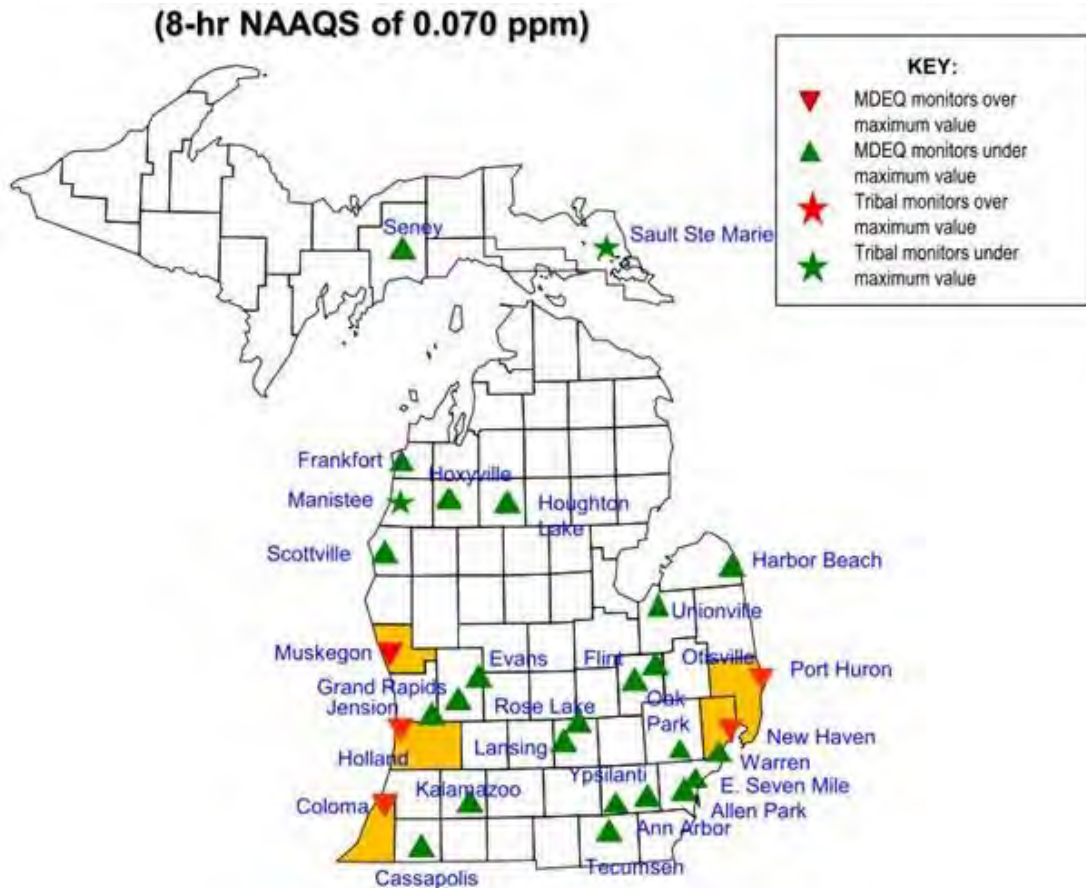 (8-hr NAAQS of 0.070 ppm)
KEY:
MDEQ monitors over
maximum value
MDEQ monitors under
maximum value
Tribal monitors over
maximum value
Tribal monitors under
maximum value
Seney
Sault Ste Marie
Frankfort
Hoxyville
Manistee
Houghton
Lake
Scottville
Harbor Beach
Unionville
Muskegon
Evans
Flint
Otisville
Port Huron
Grand Rapids
Jension
Rose Lake
Oak
Park
New Haven
Holland
Lansing
Warren
Ypsilanti
E. Seven Mile
Coloma
Kalamazoo
Allen Park
Ann Arbor
Tecumseh
Cassapolis